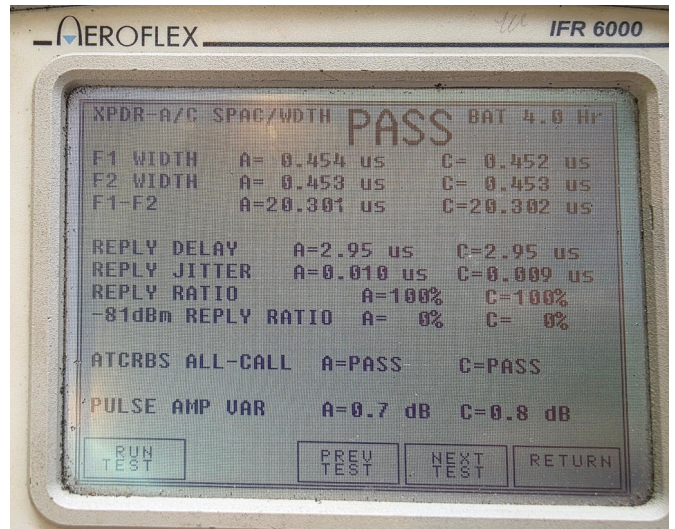 AEROFLEX
IFR 6000
XPDR-A/C SPAC/WDTH PASS BAT 4.0 Hr
F1 WIDTH A= 0.454 us C= 0.452 us
F2 WIDTH A= 0.453 us C= 0.453 us
F1-F2 A=20.301 us C=20.302 us
REPLY DELAY A=2.95 us C=2.95 us
REPLY JITTER A=0.010 us C=0.009 us
REPLY RATIO A=100% C=100%
-81dBm REPLY RATIO A= 0% C= 0%
ATCRBS ALL-CALL A=PASS C=PASS
PULSE AMP VAR A=0.7 dB C=0.8 dB
RUN TEST
PREV TEST
NEXT TEST
RETURN